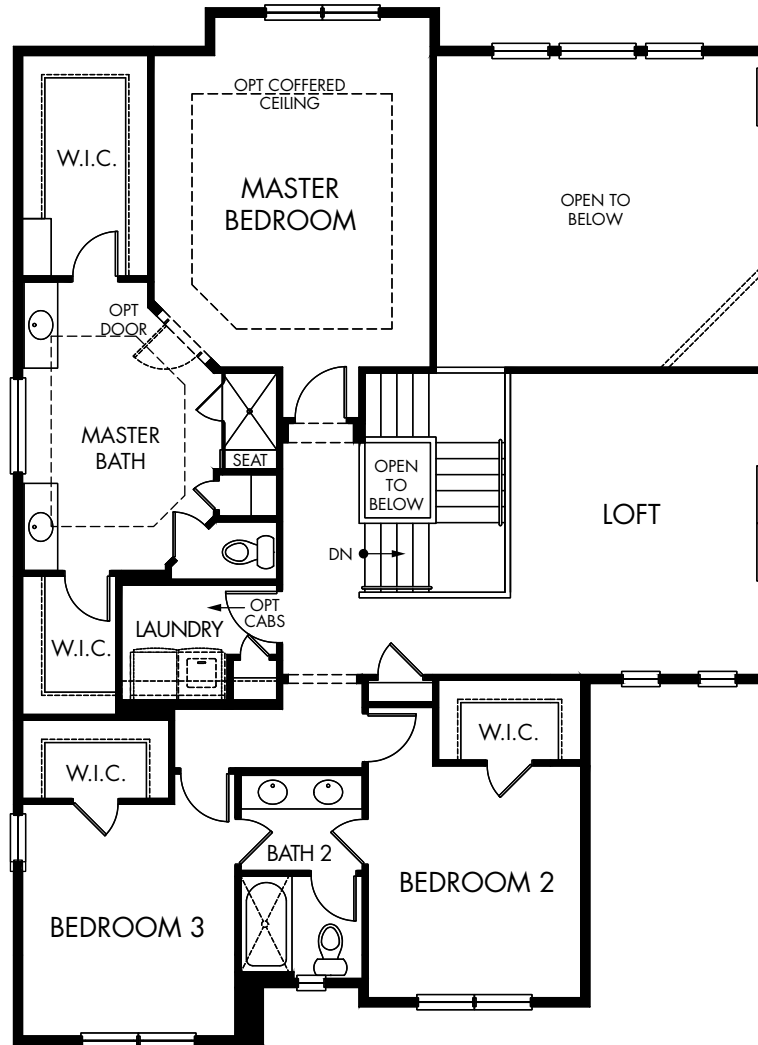 OPT COFFERED
CEILING
W.I.C.
MASTER
BEDROOM
OPEN TO
BELOW
OPT
DOOR
MASTER
BATH
SEAT
OPEN
TO
BELOW
LOFT
DN
OPT
CABS
LAUNDRY
W.I.C.
W.I.C.
W.I.C.
BATH 2
BEDROOM 2
BEDROOM 3